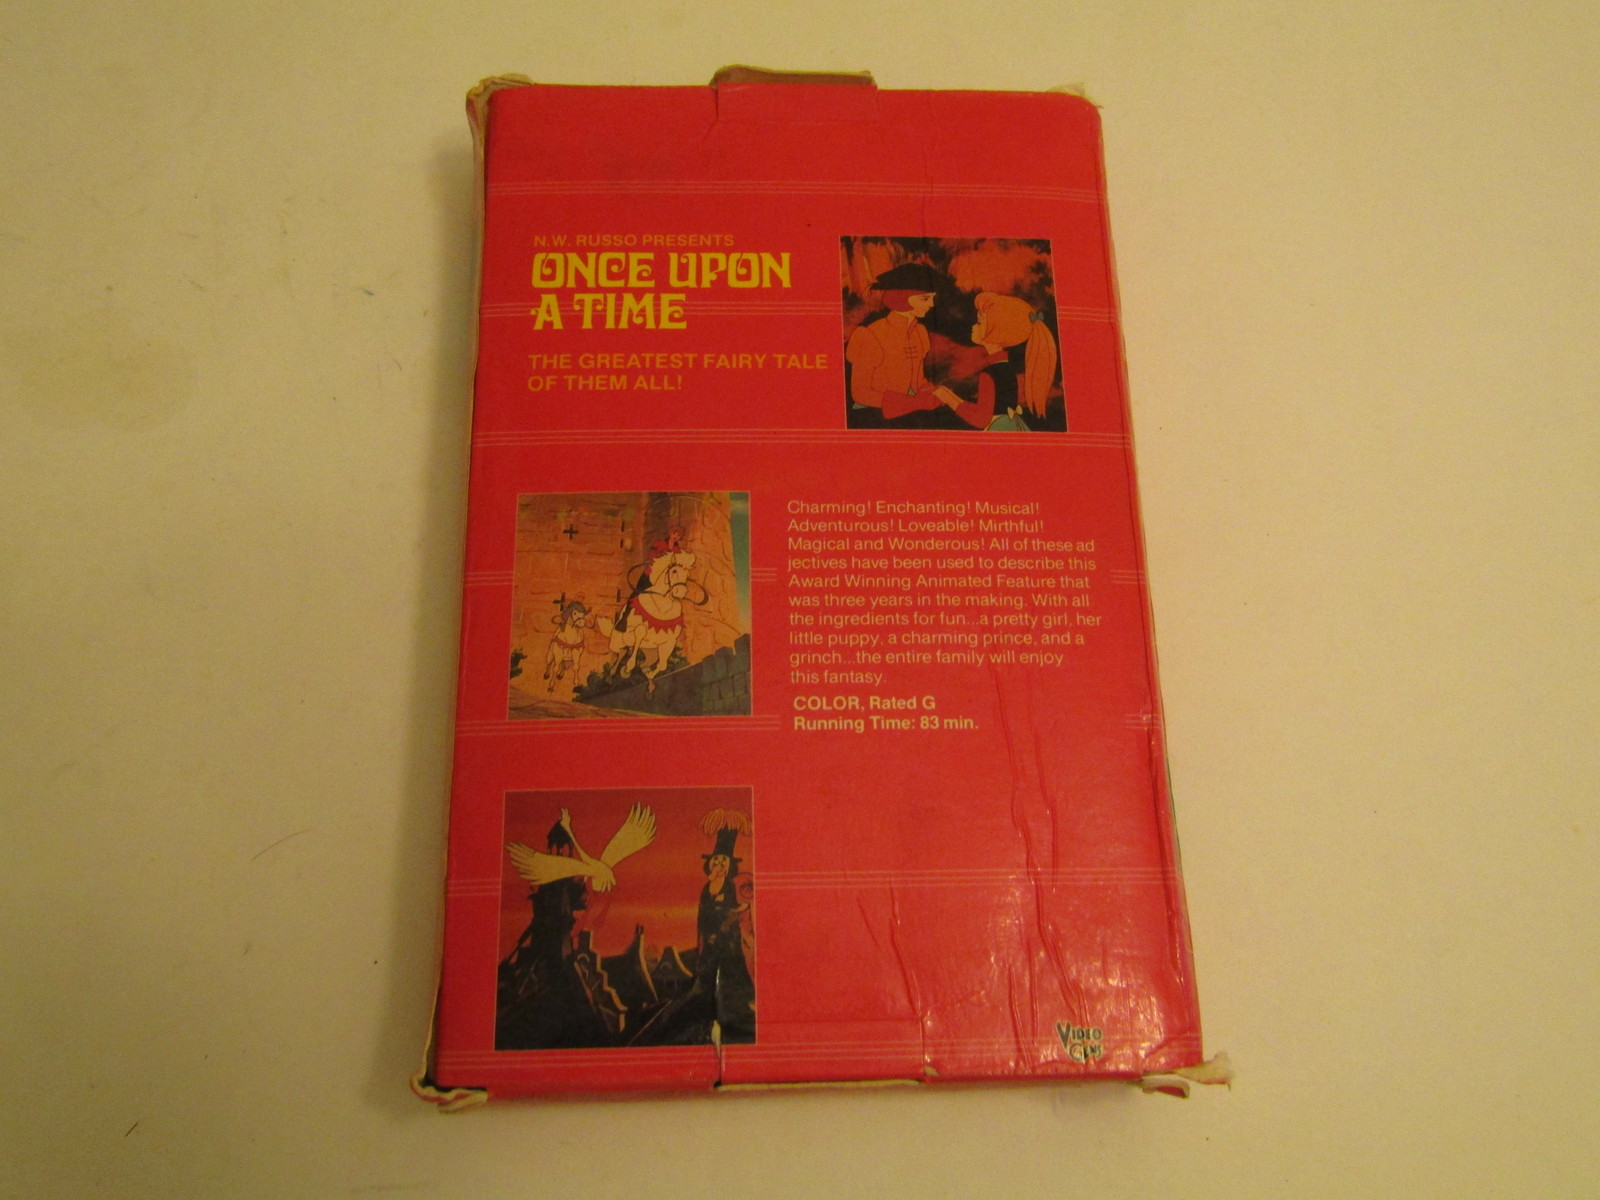 N.W. RUSSO PRESENTS
ONCE UPON
A TIME
THE GREATEST FAIRY TALE
OF THEM ALL!
Charming! Enchanting! Musical!
Adventurous! Loveable! Mirthful!
Magical and Wonderous! All of these ad
jectives have been used to describe this
Award Winning Animated Feature that
was three years in the making. With all
the ingredients for fun...a pretty girl, her
little puppy, a charming prince, and a
grinch...the entire family will enjoy
this fantasy.
COLOR, Rated G
Running Time: 83 min.
VIDEO
GEMS